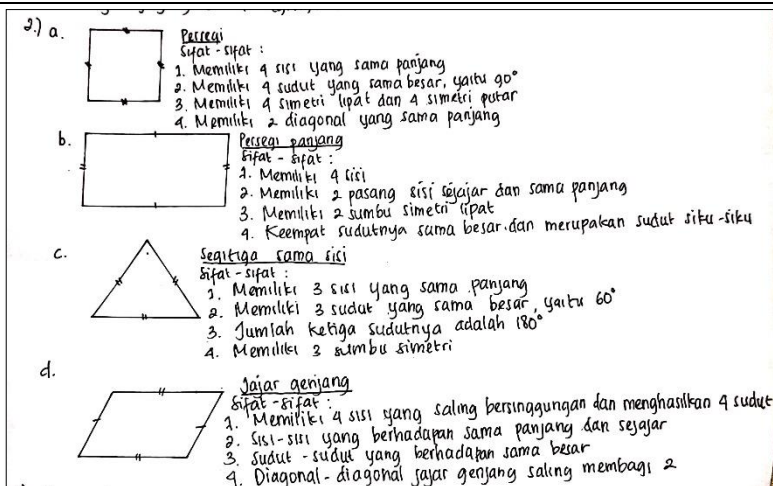 2.) a. Persegi
Sifat - sifat :
1. Memiliki 4 sisi yang sama panjang
2. Memiliki 4 sudut yang sama besar, yaitu 90°
3. Memiliki 4 simetri lipat dan 4 simetri putar
4. Memiliki 2 diagonal yang sama panjang
b. Persegi panjang
Sifat - sifat :
1. Memiliki 4 sisi
2. Memiliki 2 pasang sisi sejajar dan sama panjang
3. Memiliki 2 sumbu simetri lipat
4. Keempat sudutnya sama besar dan merupakan sudut siku-siku
c. Segitiga sama sisi
Sifat - sifat :
1. Memiliki 3 sisi yang sama panjang
2. Memiliki 3 sudut yang sama besar, yaitu 60°
3. Jumlah ketiga sudutnya adalah 180°
4. Memiliki 3 sumbu simetri
d. Jajar genjang
Sifat - sifat :
1. Memiliki 4 sisi yang saling bersinggungan dan menghasilkan 4 sudut
2. Sisi-sisi yang berhadapan sama panjang dan sejajar
3. Sudut - sudut yang berhadapan sama besar
4. Diagonal - diagonal jajar genjang saling membagi 2